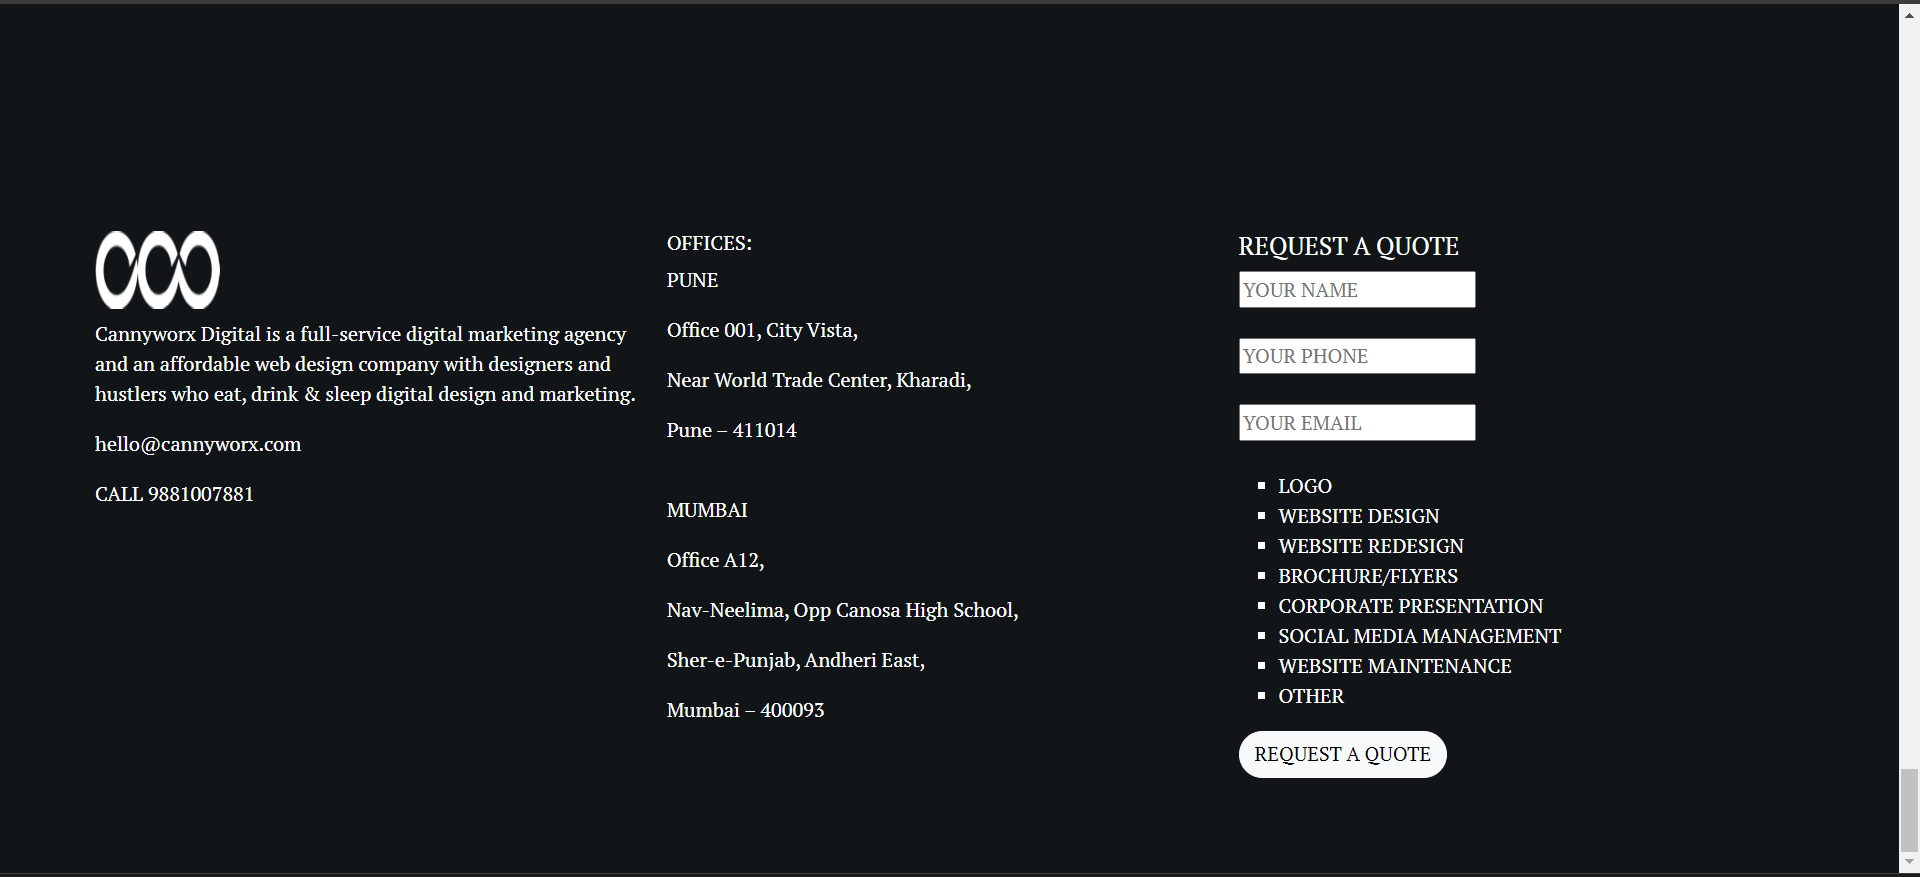 Cannyworx Digital is a full-service digital marketing agency
and an affordable web design company with designers and
hustlers who eat, drink & sleep digital design and marketing.
hello@cannyworx.com
CALL 9881007881
OFFICES:
PUNE
Office 001, City Vista,
Near World Trade Center, Kharadi,
Pune – 411014
MUMBAI
Office A12,
Nav-Neelima, Opp Canosa High School,
Sher-e-Punjab, Andheri East,
Mumbai – 400093
REQUEST A QUOTE
YOUR NAME
YOUR PHONE
YOUR EMAIL
LOGO
WEBSITE DESIGN
WEBSITE REDESIGN
BROCHURE/FLYERS
CORPORATE PRESENTATION
SOCIAL MEDIA MANAGEMENT
WEBSITE MAINTENANCE
OTHER
REQUEST A QUOTE